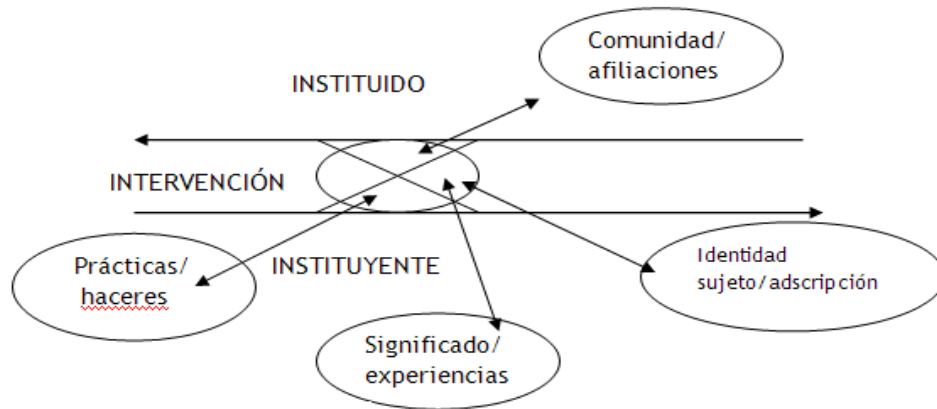 Comunidad/
afiliaciones
INSTITUIDO
INTERVENCIÓN
Prácticas/
haceres
INSTITUYENTE
Identidad
sujeto/adscripción
Significado/
experiencias